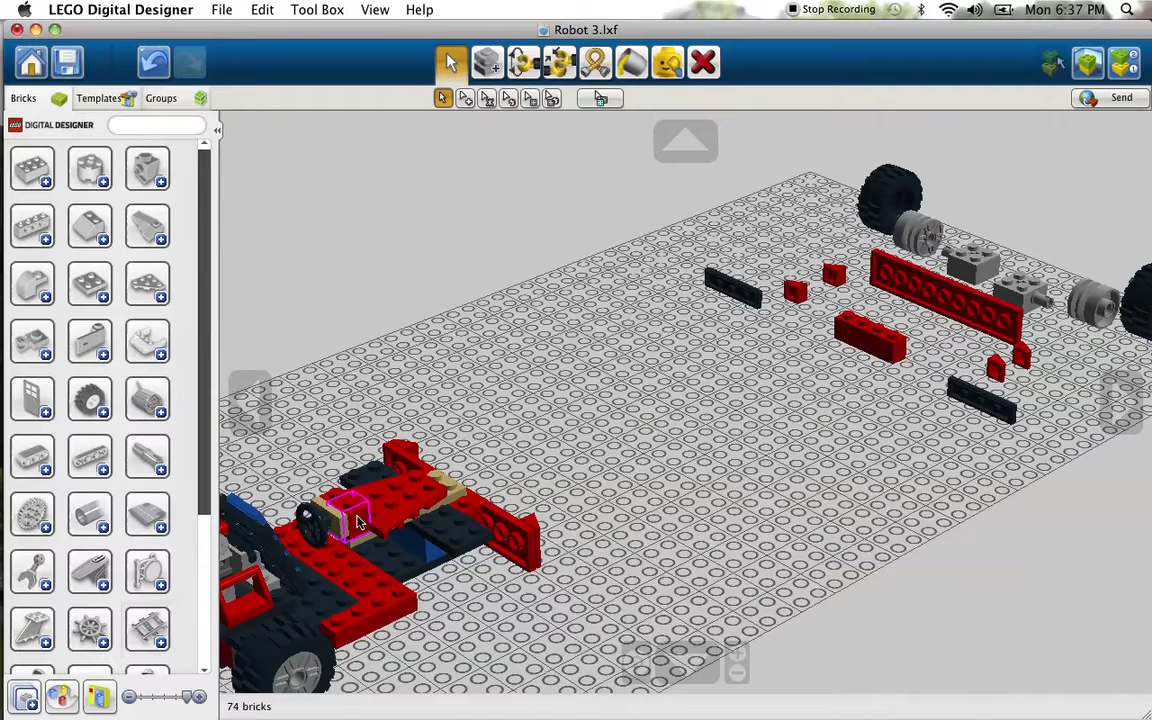 LEGO Digital Designer File Edit Tool Box View Help Stop Recording Mon 6:37 PM
Robot 3.lxf
Bricks Templates Groups Send
LEGO DIGITAL DESIGNER
74 bricks